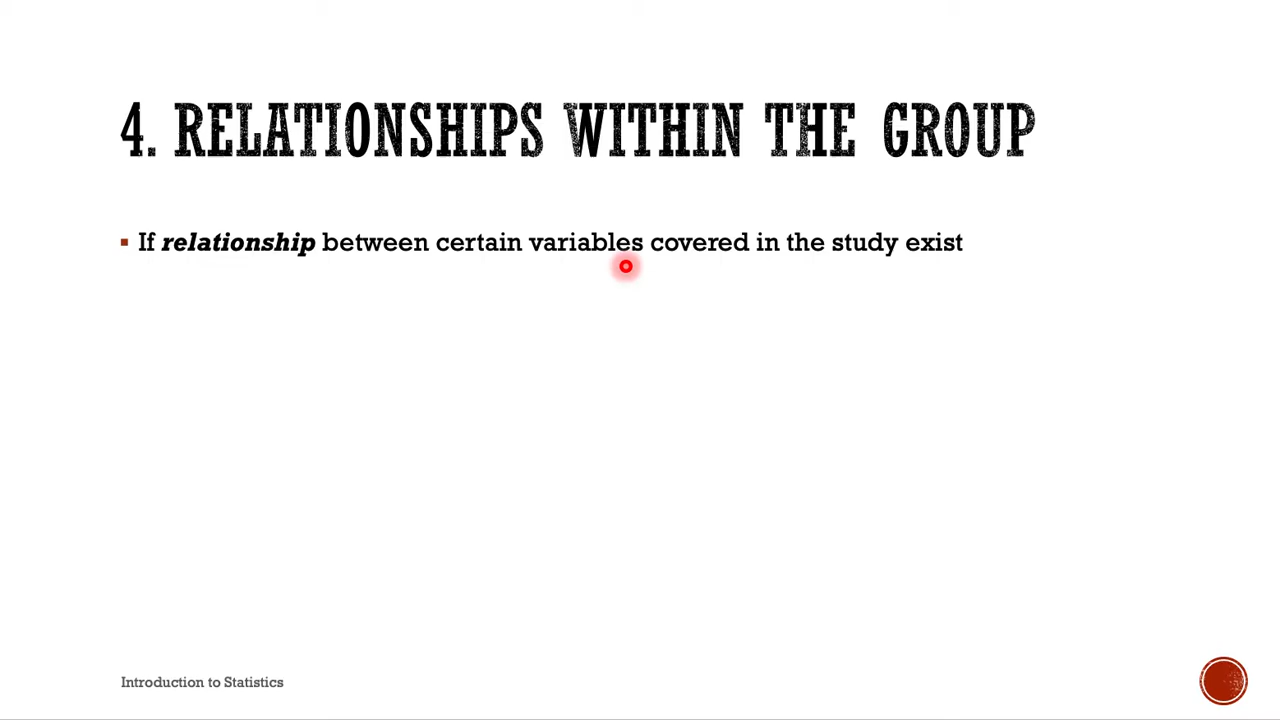 4. RELATIONSHIPS WITHIN THE GROUP
If relationship between certain variables covered in the study exist
Introduction to Statistics